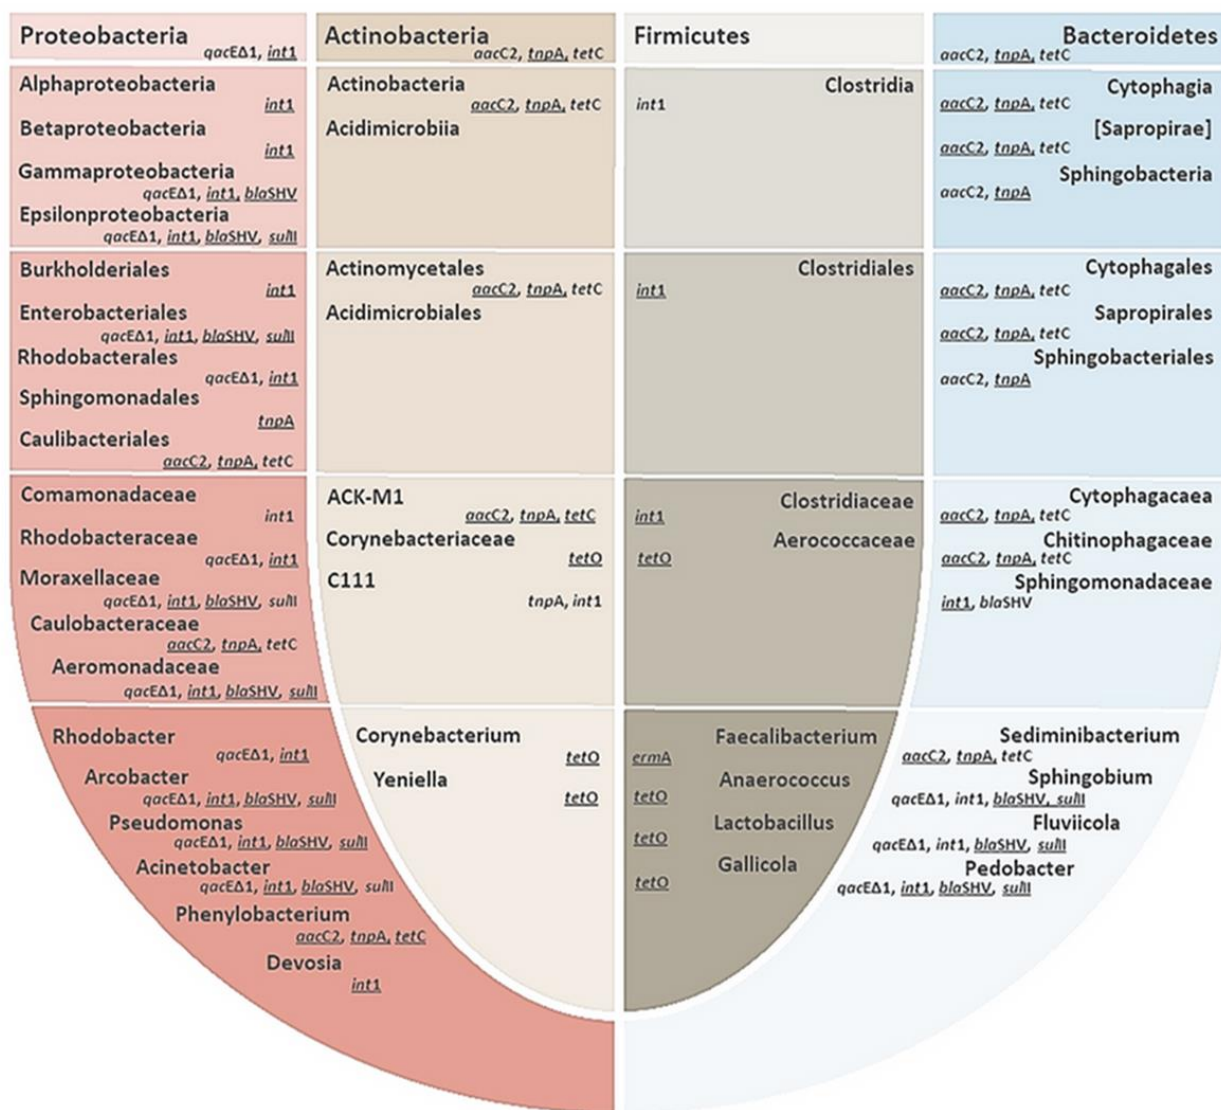 Proteobacteria
qacEΔ1, int1
Alphaproteobacteria
int1
Betaproteobacteria
int1
Gammaproteobacteria
qacEΔ1, int1, blaSHV
Epsilonproteobacteria
qacEΔ1, int1, blaSHV, sulII
Burkholderiales
int1
Enterobacteriales
qacEΔ1, int1, blaSHV, sulII
Rhodobacterales
qacEΔ1, int1
Sphingomonadales
tnpA
Caulibacteriales
aacC2, tnpA, tetC
Comamonadaceae
int1
Rhodobacteraceae
qacEΔ1, int1
Moraxellaceae
qacEΔ1, int1, blaSHV, sulII
Caulobacteraceae
aacC2, tnpA, tetC
Aeromonadaceae
qacEΔ1, int1, blaSHV, sulII
Rhodobacter
qacEΔ1, int1
Arcobacter
qacEΔ1, int1, blaSHV, sulII
Pseudomonas
qacEΔ1, int1, blaSHV, sulII
Acinetobacter
qacEΔ1, int1, blaSHV, sulII
Phenylobacterium
aacC2, tnpA, tetC
Devosia
int1
Actinobacteria
aacC2, tnpA, tetC
Actinobacteria
aacC2, tnpA, tetC
Acidimicrobiia
Actinomycetales
aacC2, tnpA, tetC
Acidimicrobiales
ACK-M1
aacC2, tnpA, tetC
Corynebacteriaceae
tetO
C111
tnpA, int1
Corynebacterium
tetO
Yeniella
tetO
Firmicutes
Clostridia
int1
Clostridiales
int1
Clostridiaceae
int1
Aerococcaceae
tetO
Faecalibacterium
ermA
Anaerococcus
tetO
Lactobacillus
tetO
Gallicola
tetO
Bacteroidetes
aacC2, tnpA, tetC
Cytophagia
aacC2, tnpA, tetC
[Sapropirae]
aacC2, tnpA, tetC
Sphingobacteria
aacC2, tnpA
Cytophagales
aacC2, tnpA, tetC
Sapropirales
aacC2, tnpA, tetC
Sphingobacteriales
aacC2, tnpA
Cytophagacaea
aacC2, tnpA, tetC
Chitinophagaceae
aacC2, tnpA, tetC
Sphingomonadaceae
int1, blaSHV
Sediminibacterium
aacC2, tnpA, tetC
Sphingobium
qacEΔ1, int1, blaSHV, sulII
Fluviicola
qacEΔ1, int1, blaSHV, sulII
Pedobacter
qacEΔ1, int1, blaSHV, sulII